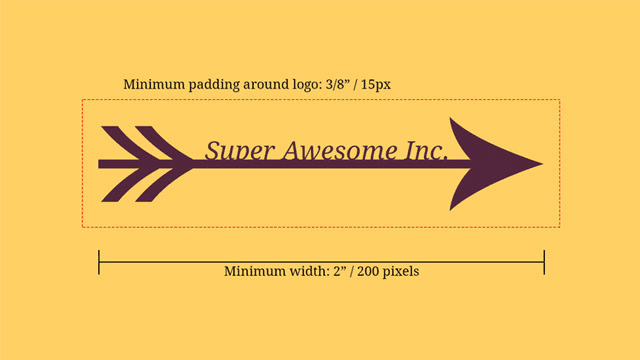 Minimum padding around logo: 3/8” / 15px
Super Awesome Inc.
Minimum width: 2” / 200 pixels